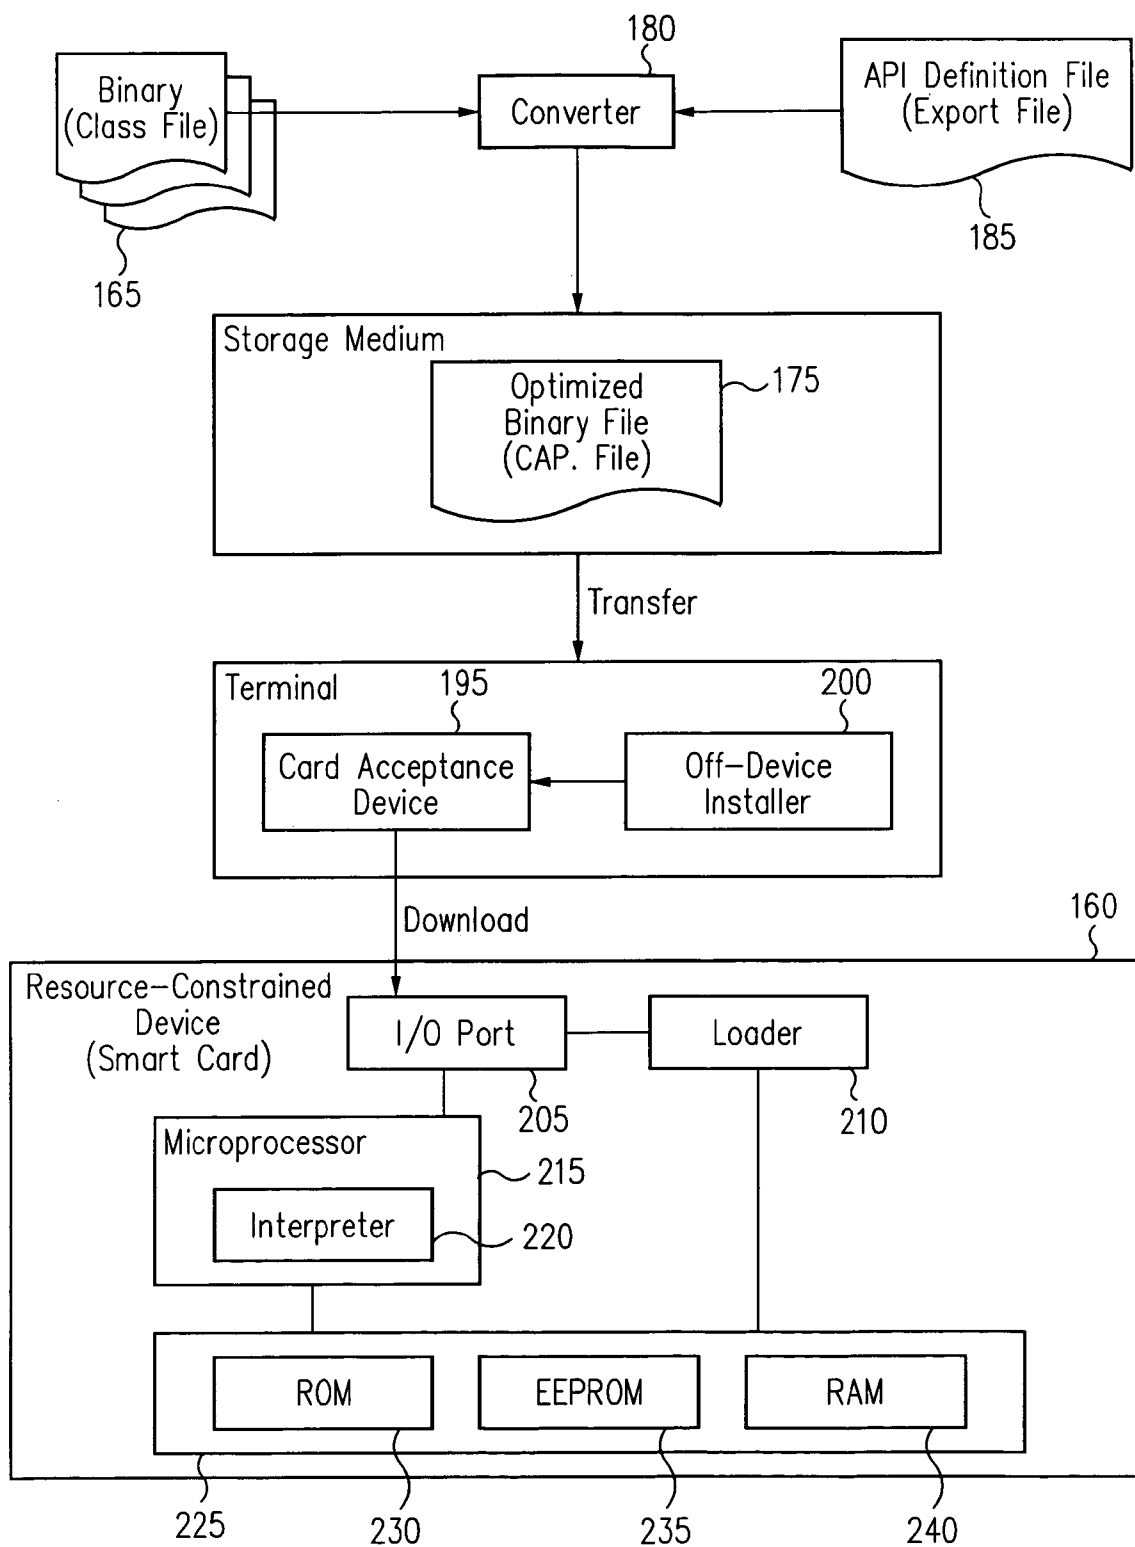 180
Binary
(Class File)
Converter
API Definition File
(Export File)
165
185
Storage Medium
Optimized
Binary File
(CAP. File)
175
Transfer
Terminal
195
200
Card Acceptance
Device
Off-Device
Installer
Download
160
Resource-Constrained
Device
(Smart Card)
I/O Port
Loader
205
210
Microprocessor
215
Interpreter
220
ROM
EEPROM
RAM
225
230
235
240